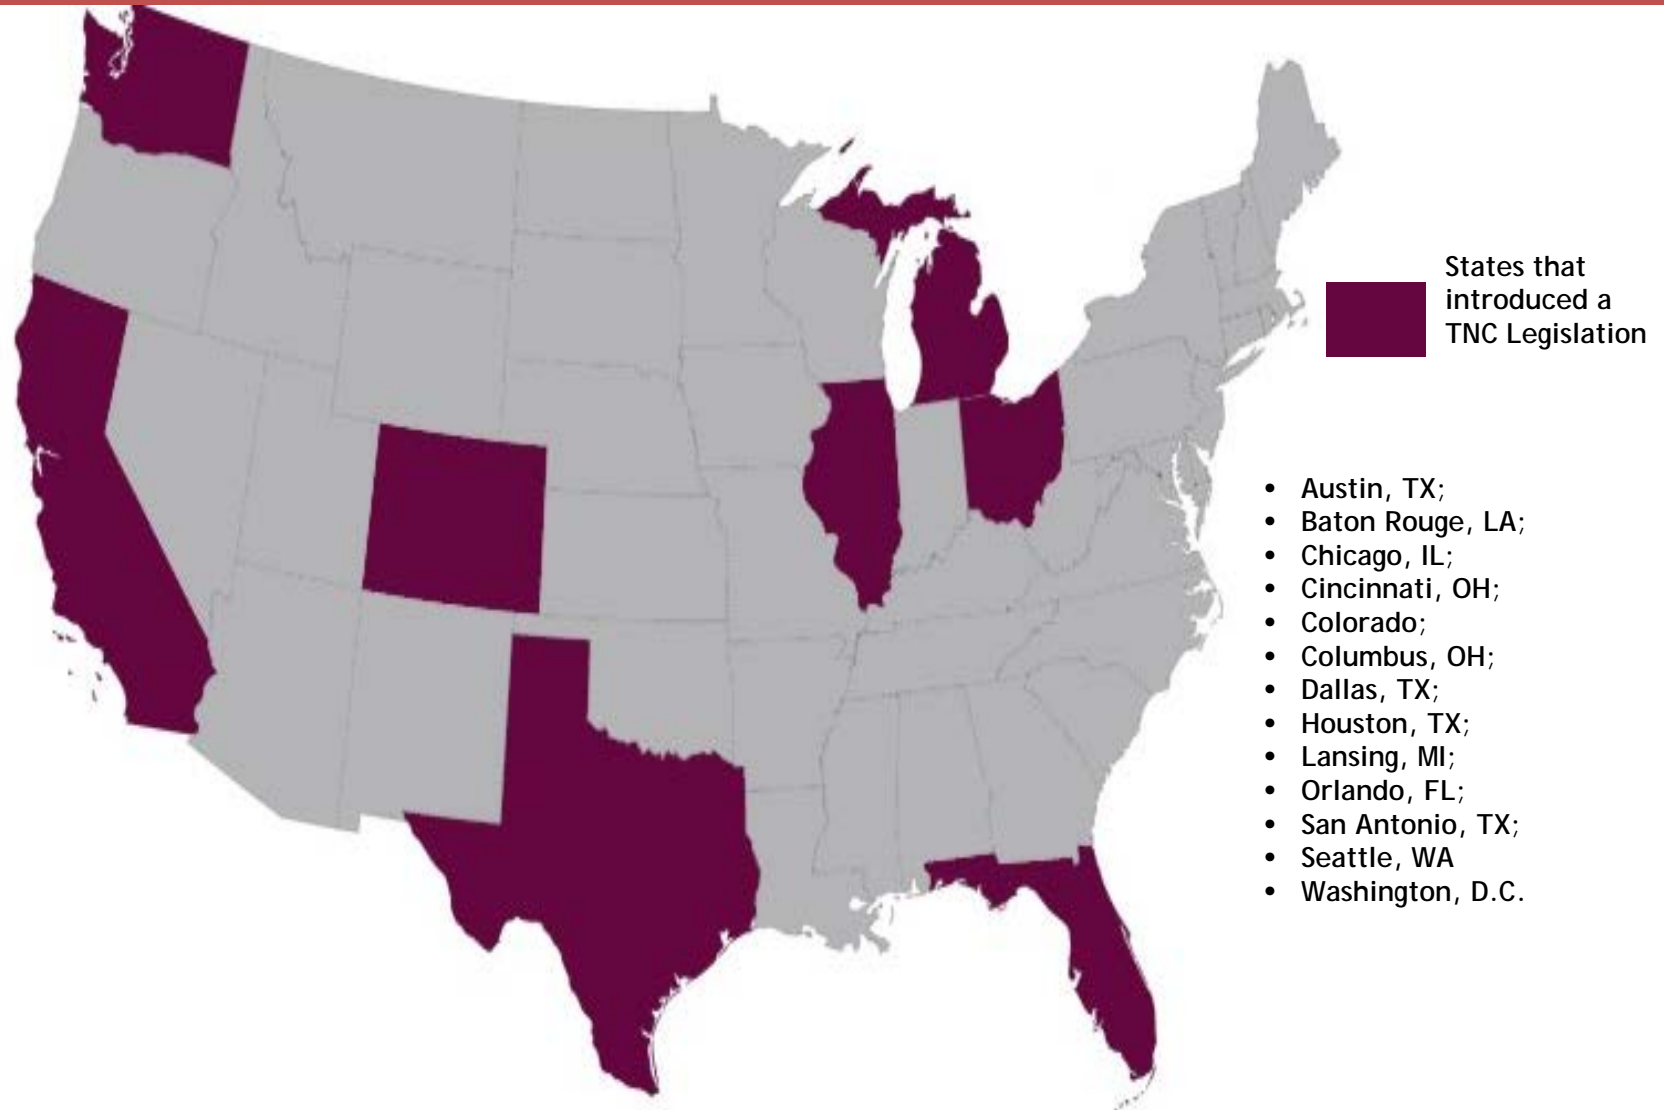 States that
introduced a
TNC Legislation
• Austin, TX;
• Baton Rouge, LA;
• Chicago, IL;
• Cincinnati, OH;
• Colorado;
• Columbus, OH;
• Dallas, TX;
• Houston, TX;
• Lansing, MI;
• Orlando, FL;
• San Antonio, TX;
• Seattle, WA
• Washington, D.C.